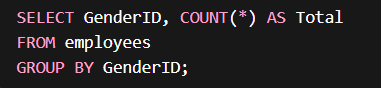 SELECT GenderID, COUNT(*) AS Total
FROM employees
GROUP BY GenderID;